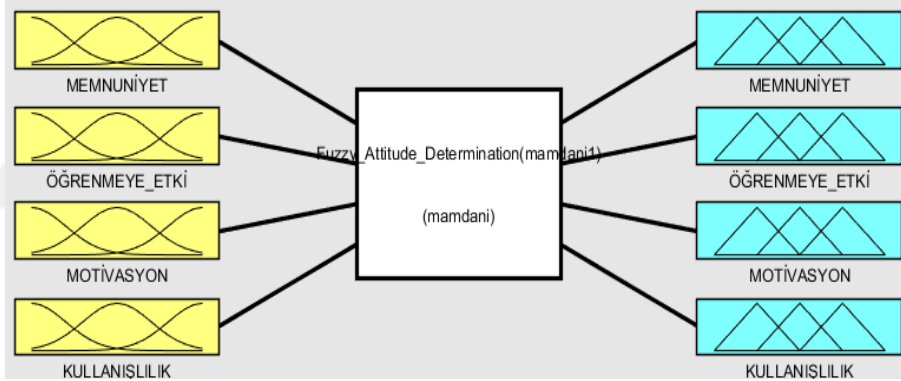 MEMNUNİYET
ÖĞRENMEYE_ETKİ
MOTİVASYON
KULLANIŞLILIK
Fuzzy_Attitude_Determination(mamdani1)
(mamdani)
MEMNUNİYET
ÖĞRENMEYE_ETKİ
MOTİVASYON
KULLANIŞLILIK